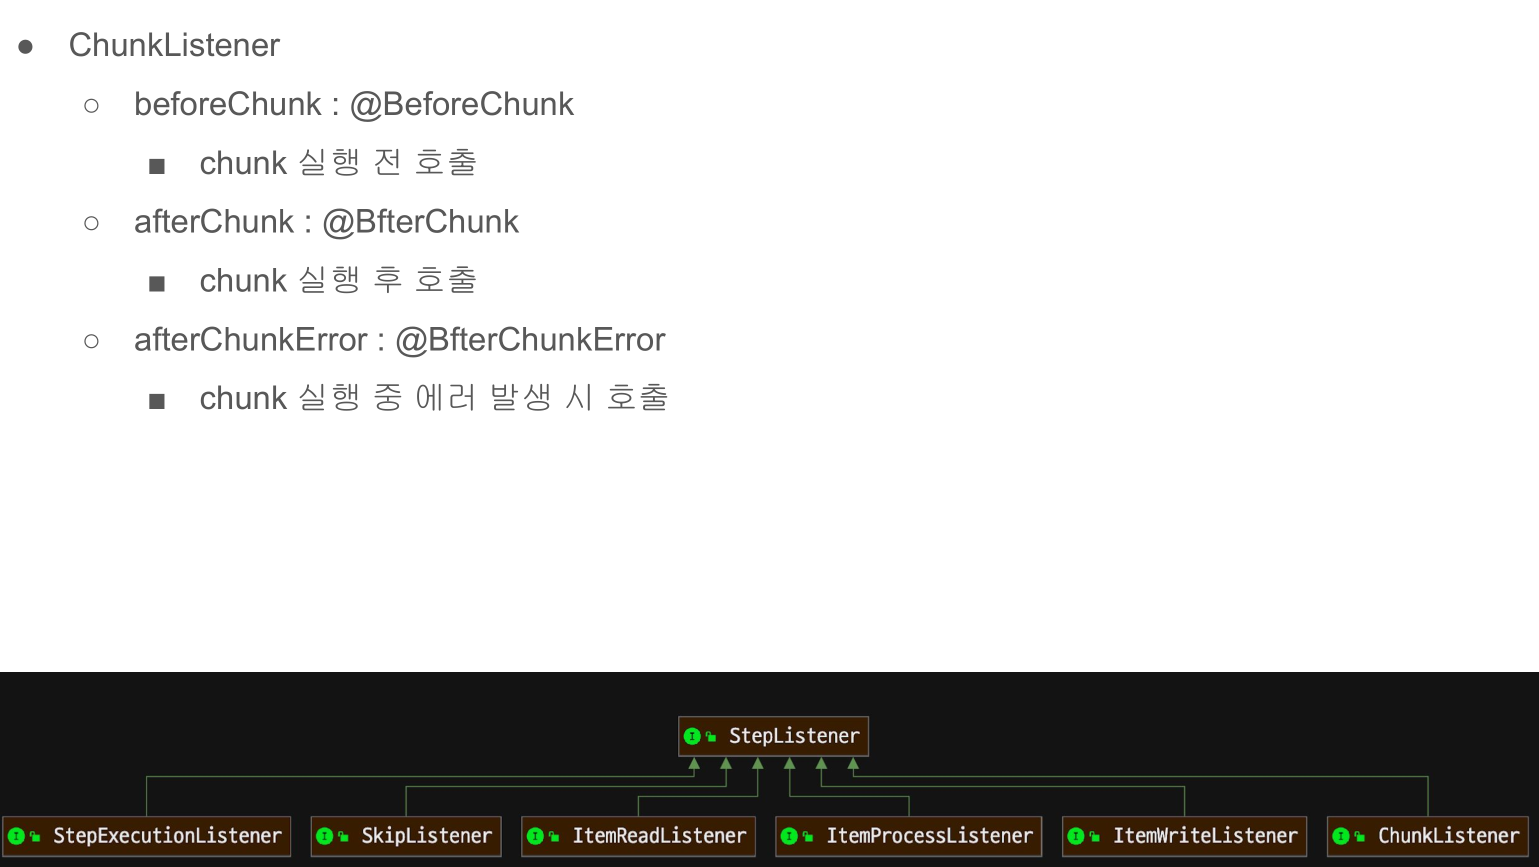 ● ChunkListener
○ beforeChunk : @BeforeChunk
■ chunk 실행 전 호출
○ afterChunk : @BfterChunk
■ chunk 실행 후 호출
○ afterChunkError : @BfterChunkError
■ chunk 실행 중 에러 발생 시 호출
StepListener
StepExecutionListener SkipListener ItemReadListener ItemProcessListener ItemWriteListener ChunkListener